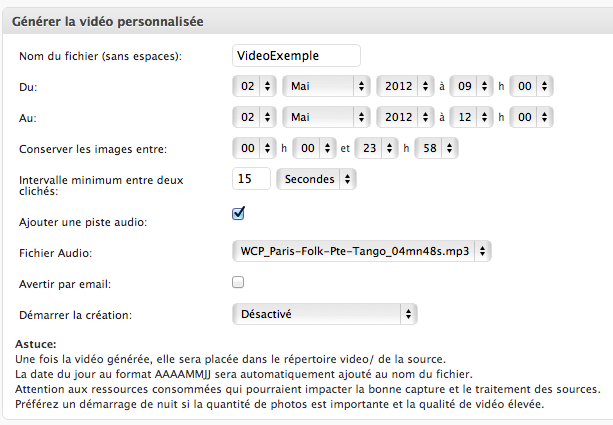 Générer la vidéo personnalisée
Nom du fichier (sans espaces): VideoExemple
Du: 02 Mai 2012 à 09 h 00
Au: 02 Mai 2012 à 12 h 00
Conserver les images entre: 00 h 00 et 23 h 58
Intervalle minimum entre deux clichés: 15 Secondes
Ajouter une piste audio:
Fichier Audio: WCP_Paris-Folk-Pte-Tango_04mn48s.mp3
Avertir par email:
Démarrer la création: Désactivé
Astuce:
Une fois la vidéo générée, elle sera placée dans le répertoire video/ de la source.
La date du jour au format AAAAMMJJ sera automatiquement ajouté au nom du fichier.
Attention aux ressources consommées qui pourraient impacter la bonne capture et le traitement des sources.
Préférez un démarrage de nuit si la quantité de photos est importante et la qualité de vidéo élevée.